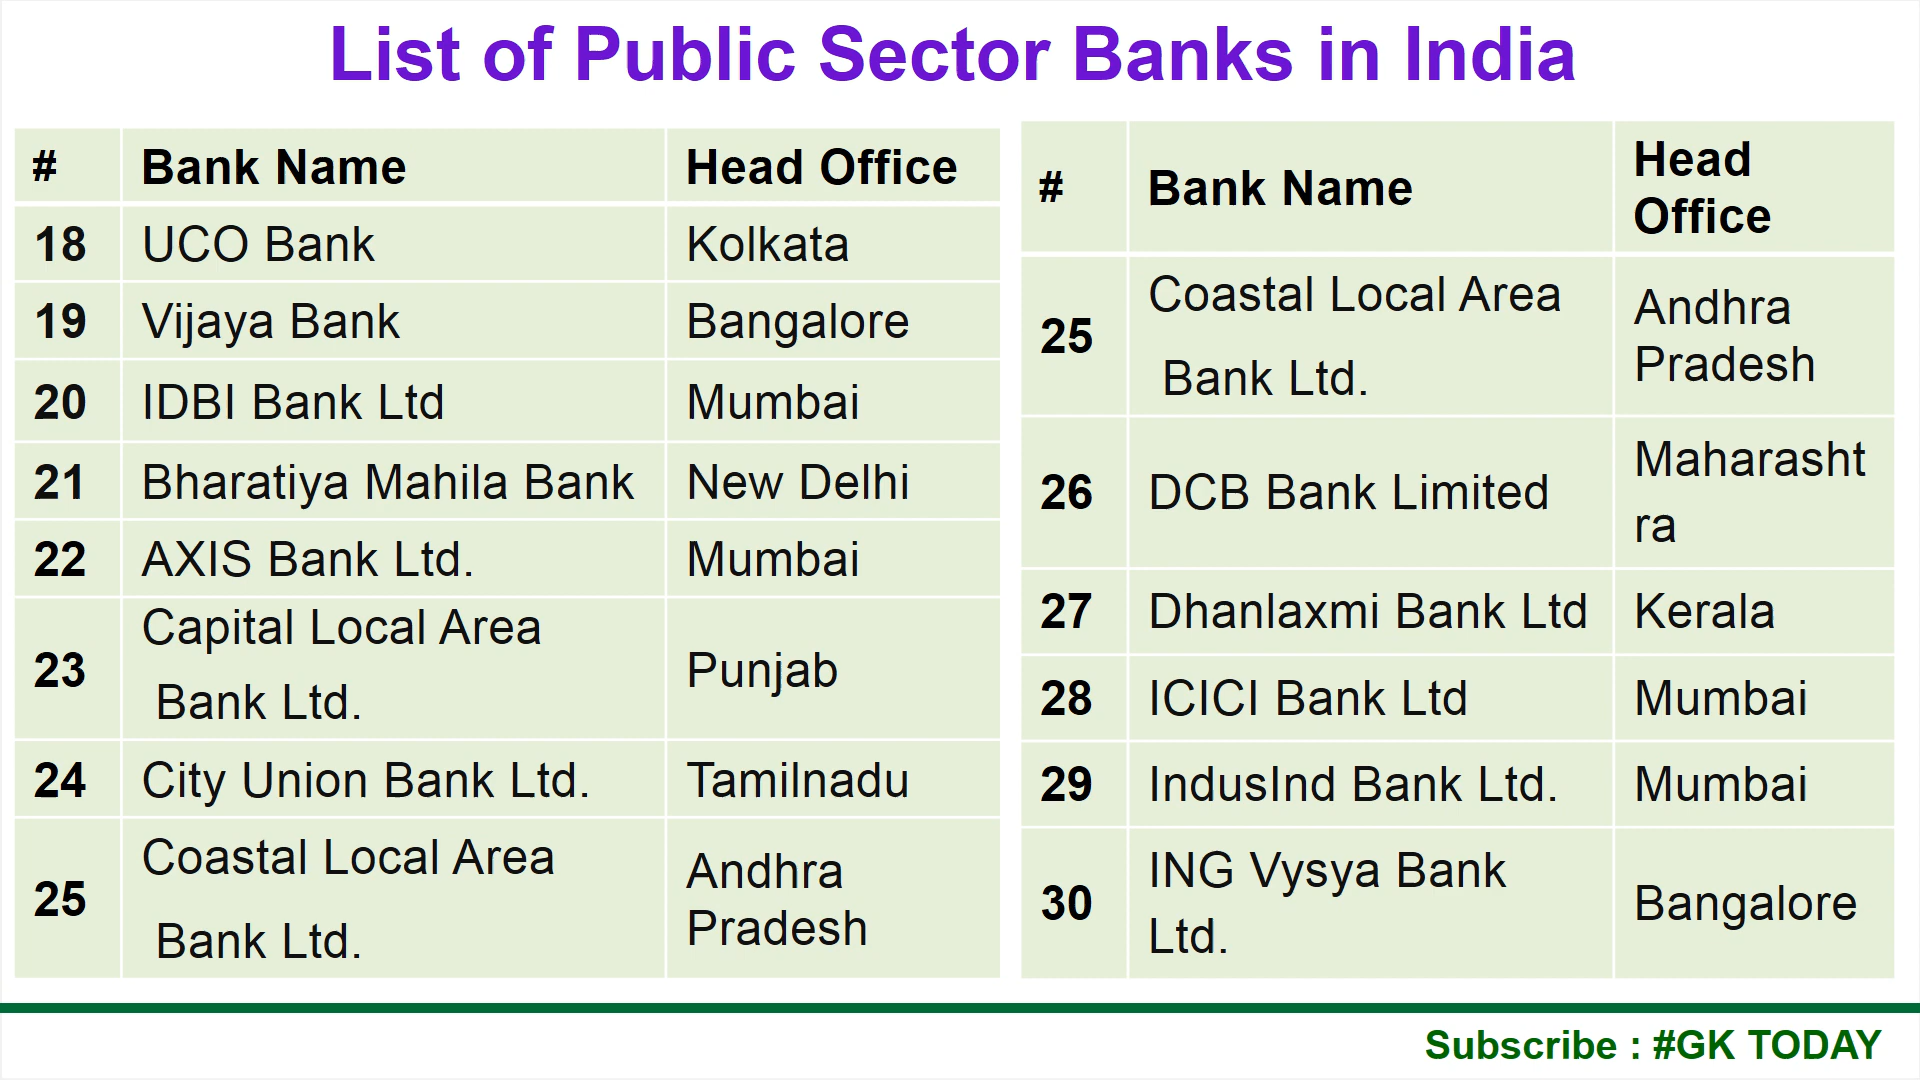 List of Public Sector Banks in India
# Bank Name Head Office
18 UCO Bank Kolkata
19 Vijaya Bank Bangalore
20 IDBI Bank Ltd Mumbai
21 Bharatiya Mahila Bank New Delhi
22 AXIS Bank Ltd. Mumbai
23 Capital Local Area
Bank Ltd. Punjab
24 City Union Bank Ltd. Tamilnadu
25 Coastal Local Area
Bank Ltd. Andhra
Pradesh
# Bank Name Head
Office
25 Coastal Local Area
Bank Ltd. Andhra
Pradesh
26 DCB Bank Limited Maharasht
ra
27 Dhanlaxmi Bank Ltd Kerala
28 ICICI Bank Ltd Mumbai
29 IndusInd Bank Ltd. Mumbai
30 ING Vysya Bank
Ltd. Bangalore
Subscribe : #GK TODAY